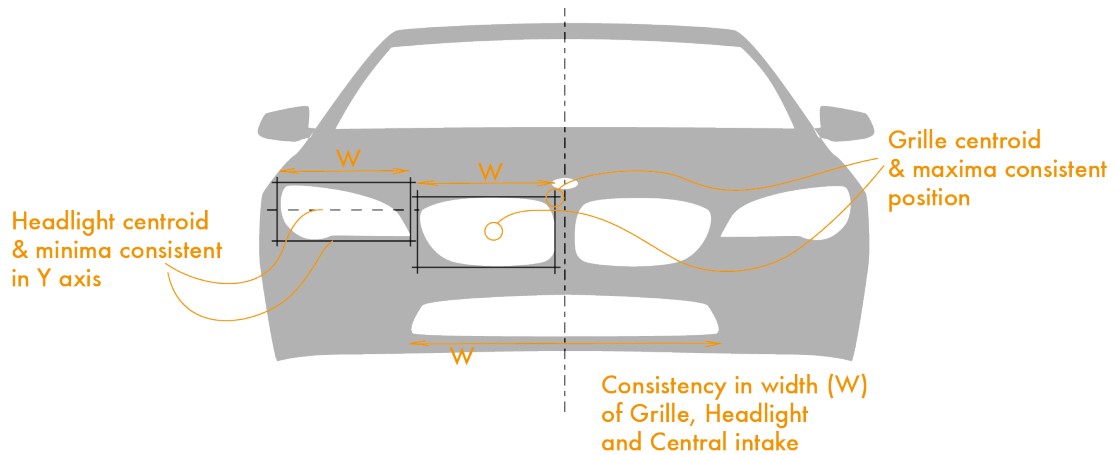 W
W
Grille centroid
& maxima consistent
position
Headlight centroid
& minima consistent
in Y axis
W
Consistency in width (W)
of Grille, Headlight
and Central intake